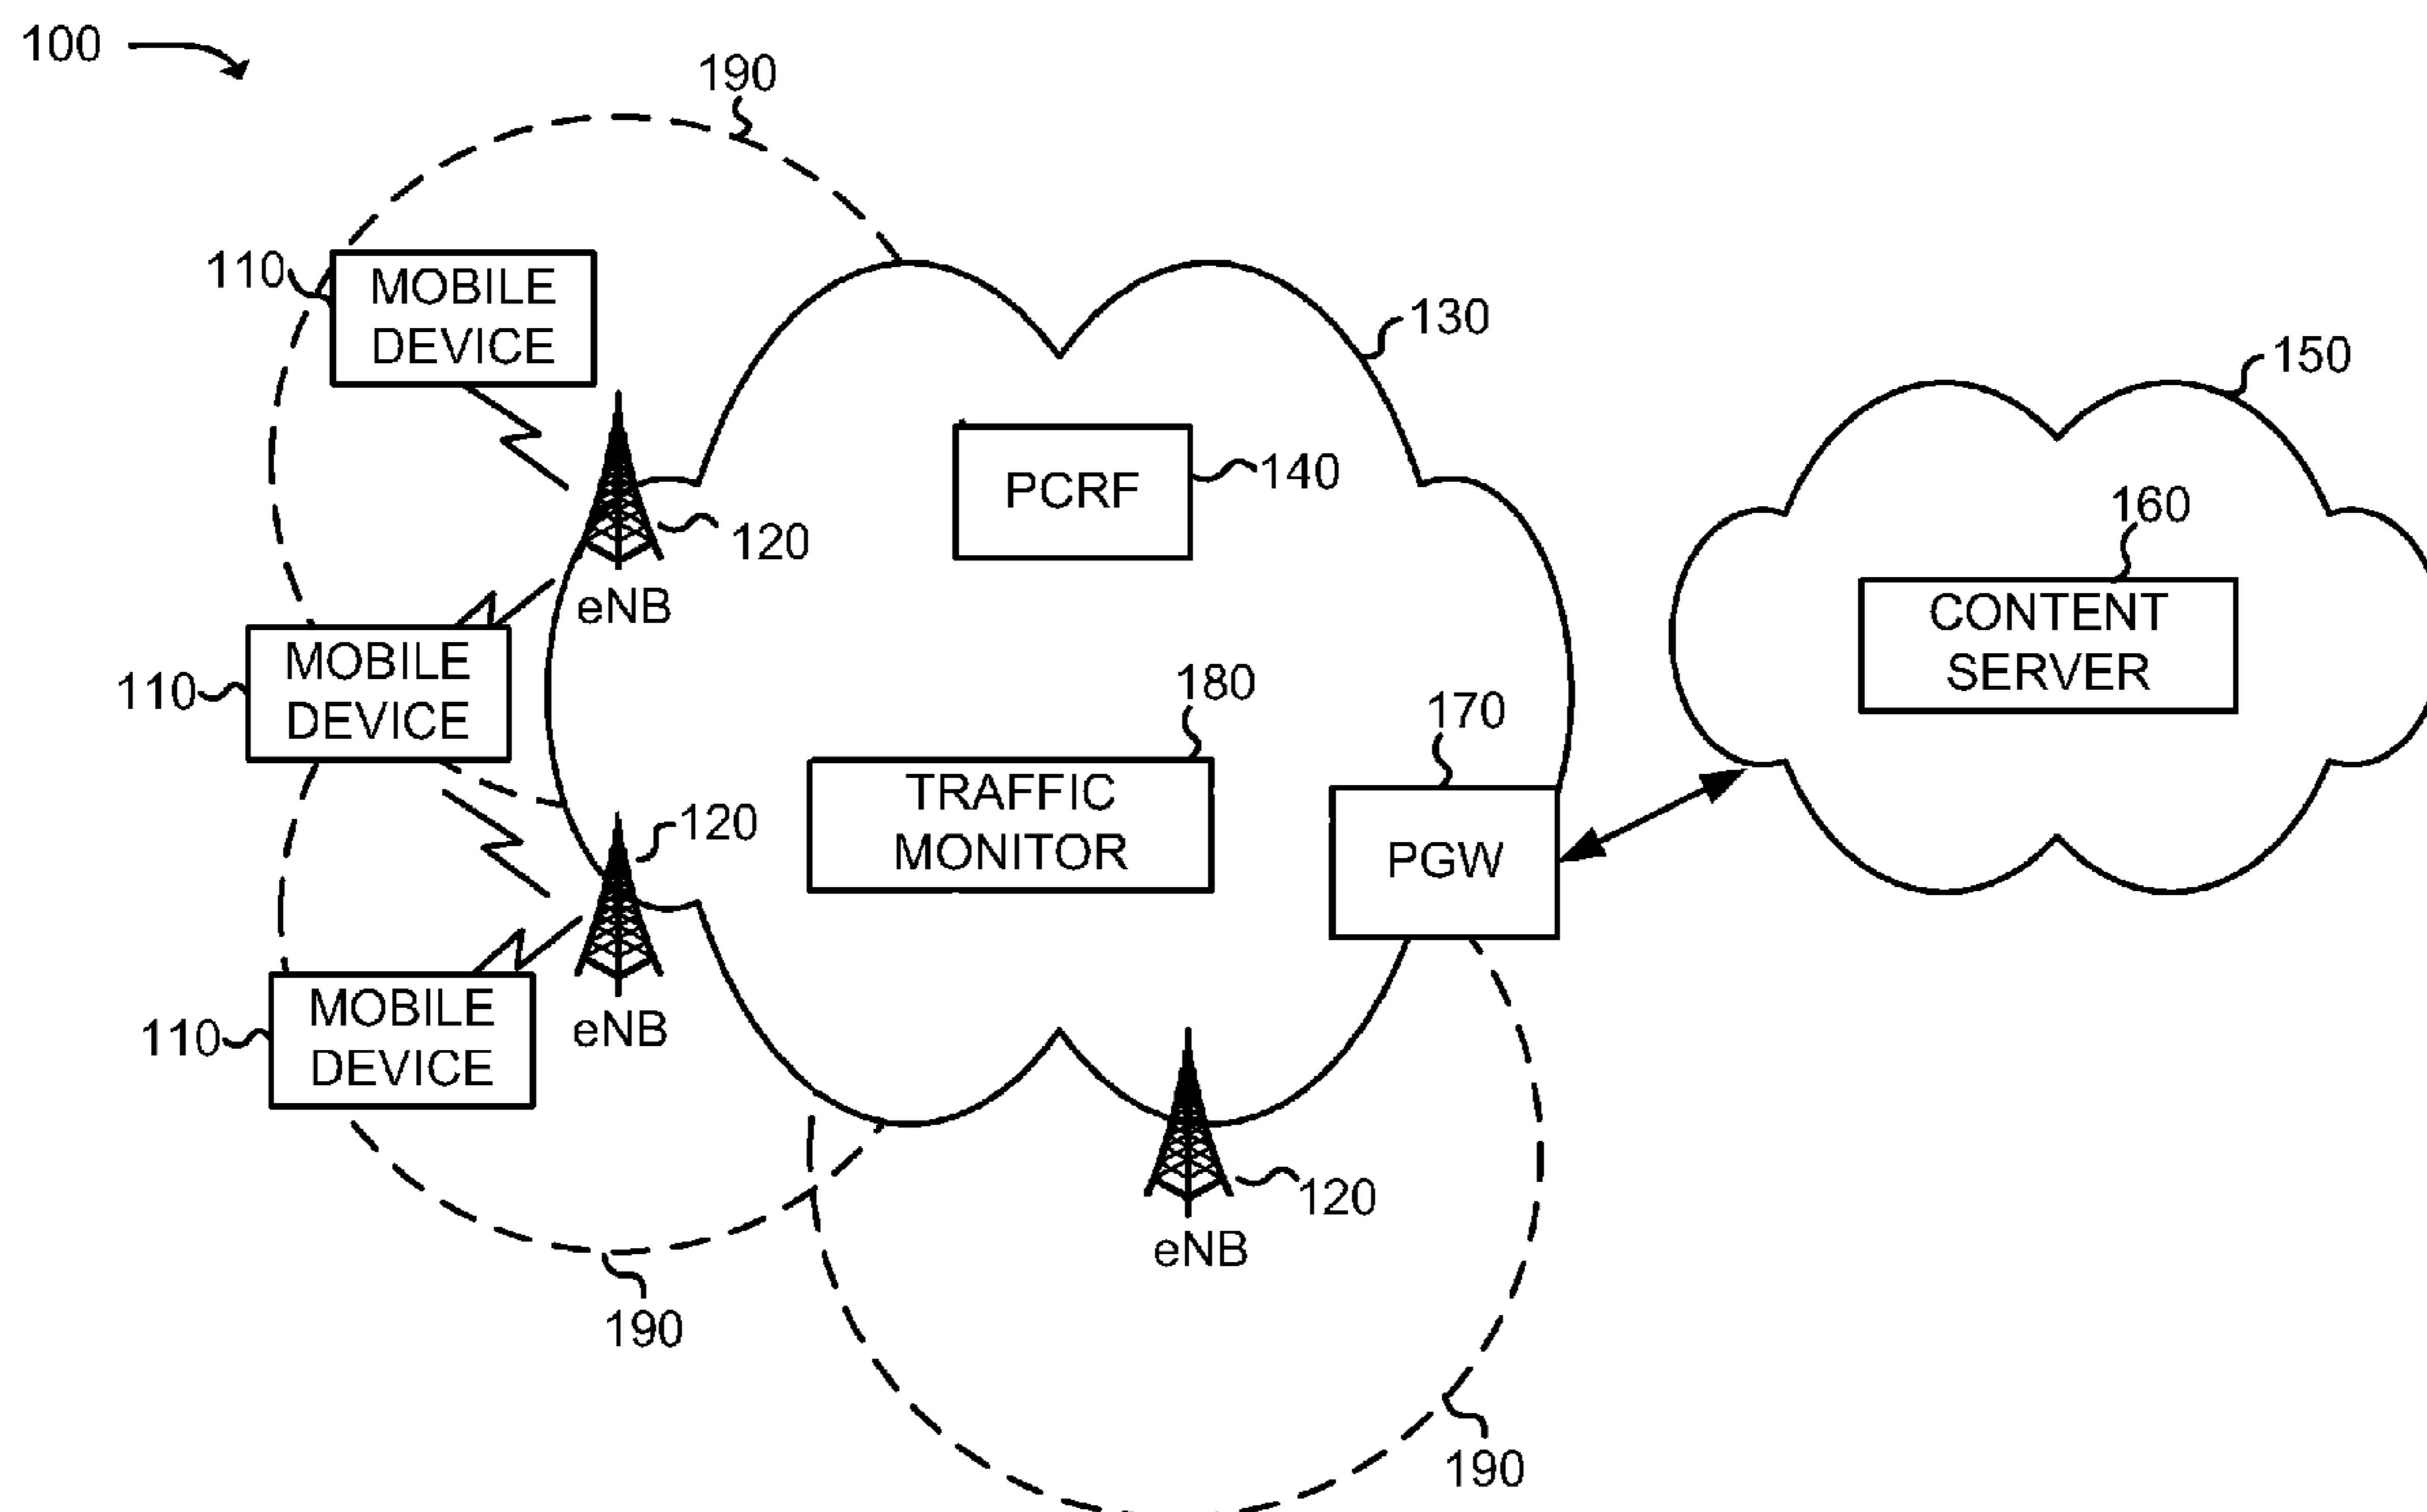 100
190
110
MOBILE
DEVICE
130
150
PCRF
140
120
eNB
160
CONTENT
SERVER
110
MOBILE
DEVICE
180
170
TRAFFIC
MONITOR
120
PGW
eNB
110
MOBILE
DEVICE
120
eNB
190
190